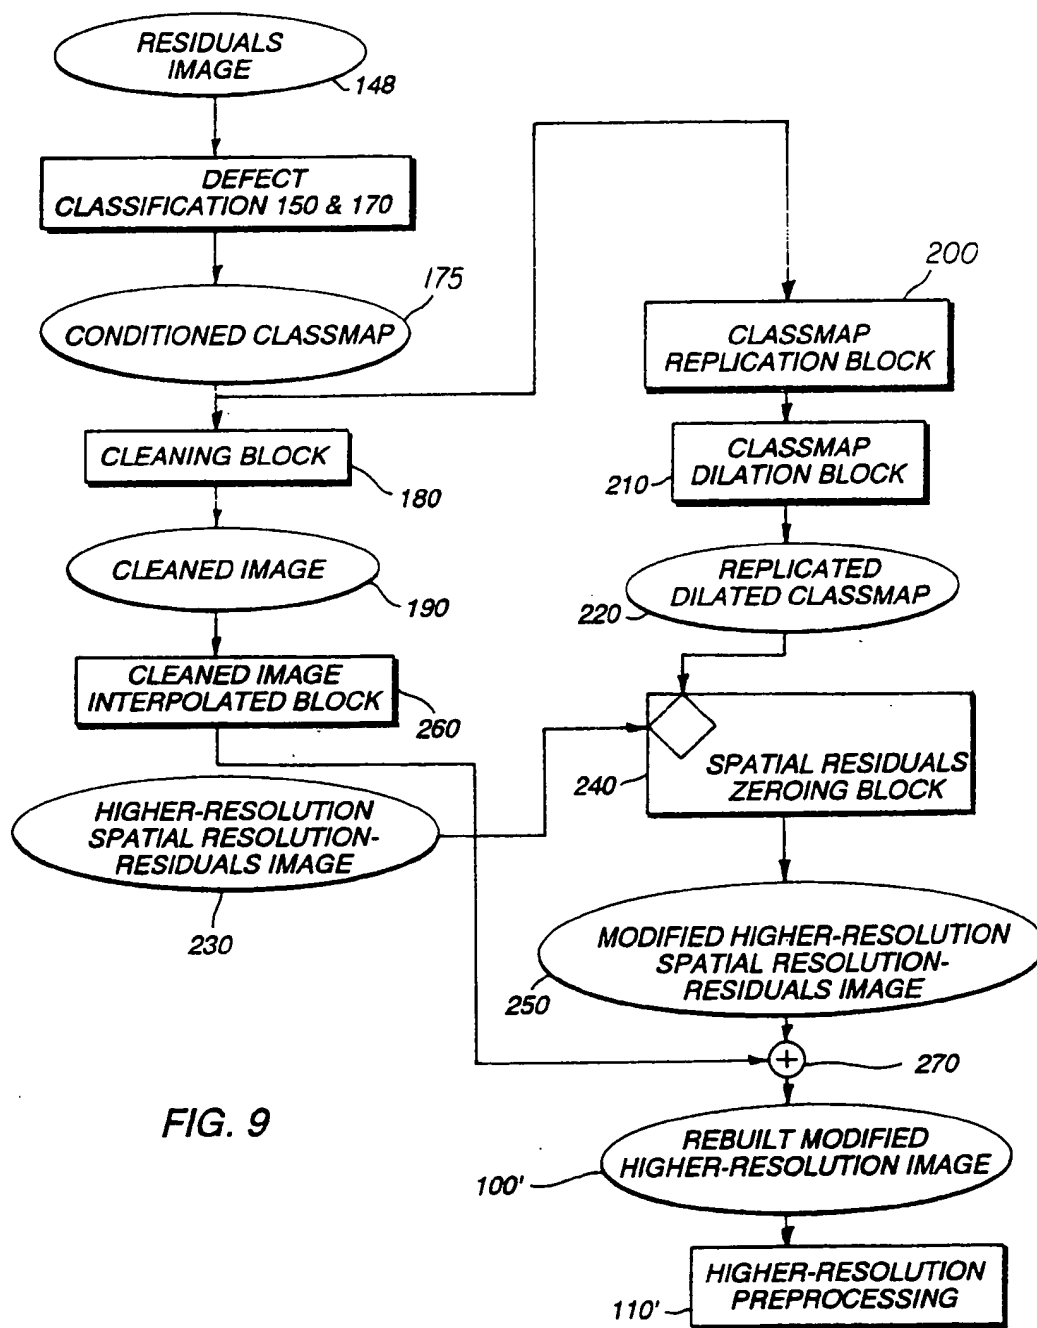 RESIDUALS
IMAGE
148
DEFECT
CLASSIFICATION 150 & 170
175
CONDITIONED CLASSMAP
CLEANING BLOCK
180
CLEANED IMAGE
190
CLEANED IMAGE
INTERPOLATED BLOCK
260
HIGHER-RESOLUTION
SPATIAL RESOLUTION-
RESIDUALS IMAGE
230
200
CLASSMAP
REPLICATION BLOCK
CLASSMAP
DILATION BLOCK
210
REPLICATED
DILATED CLASSMAP
220
SPATIAL RESIDUALS
ZEROING BLOCK
240
MODIFIED HIGHER-RESOLUTION
SPATIAL RESOLUTION-
RESIDUALS IMAGE
250
+
270
REBUILT MODIFIED
HIGHER-RESOLUTION IMAGE
100'
HIGHER-RESOLUTION
PREPROCESSING
110'
FIG. 9